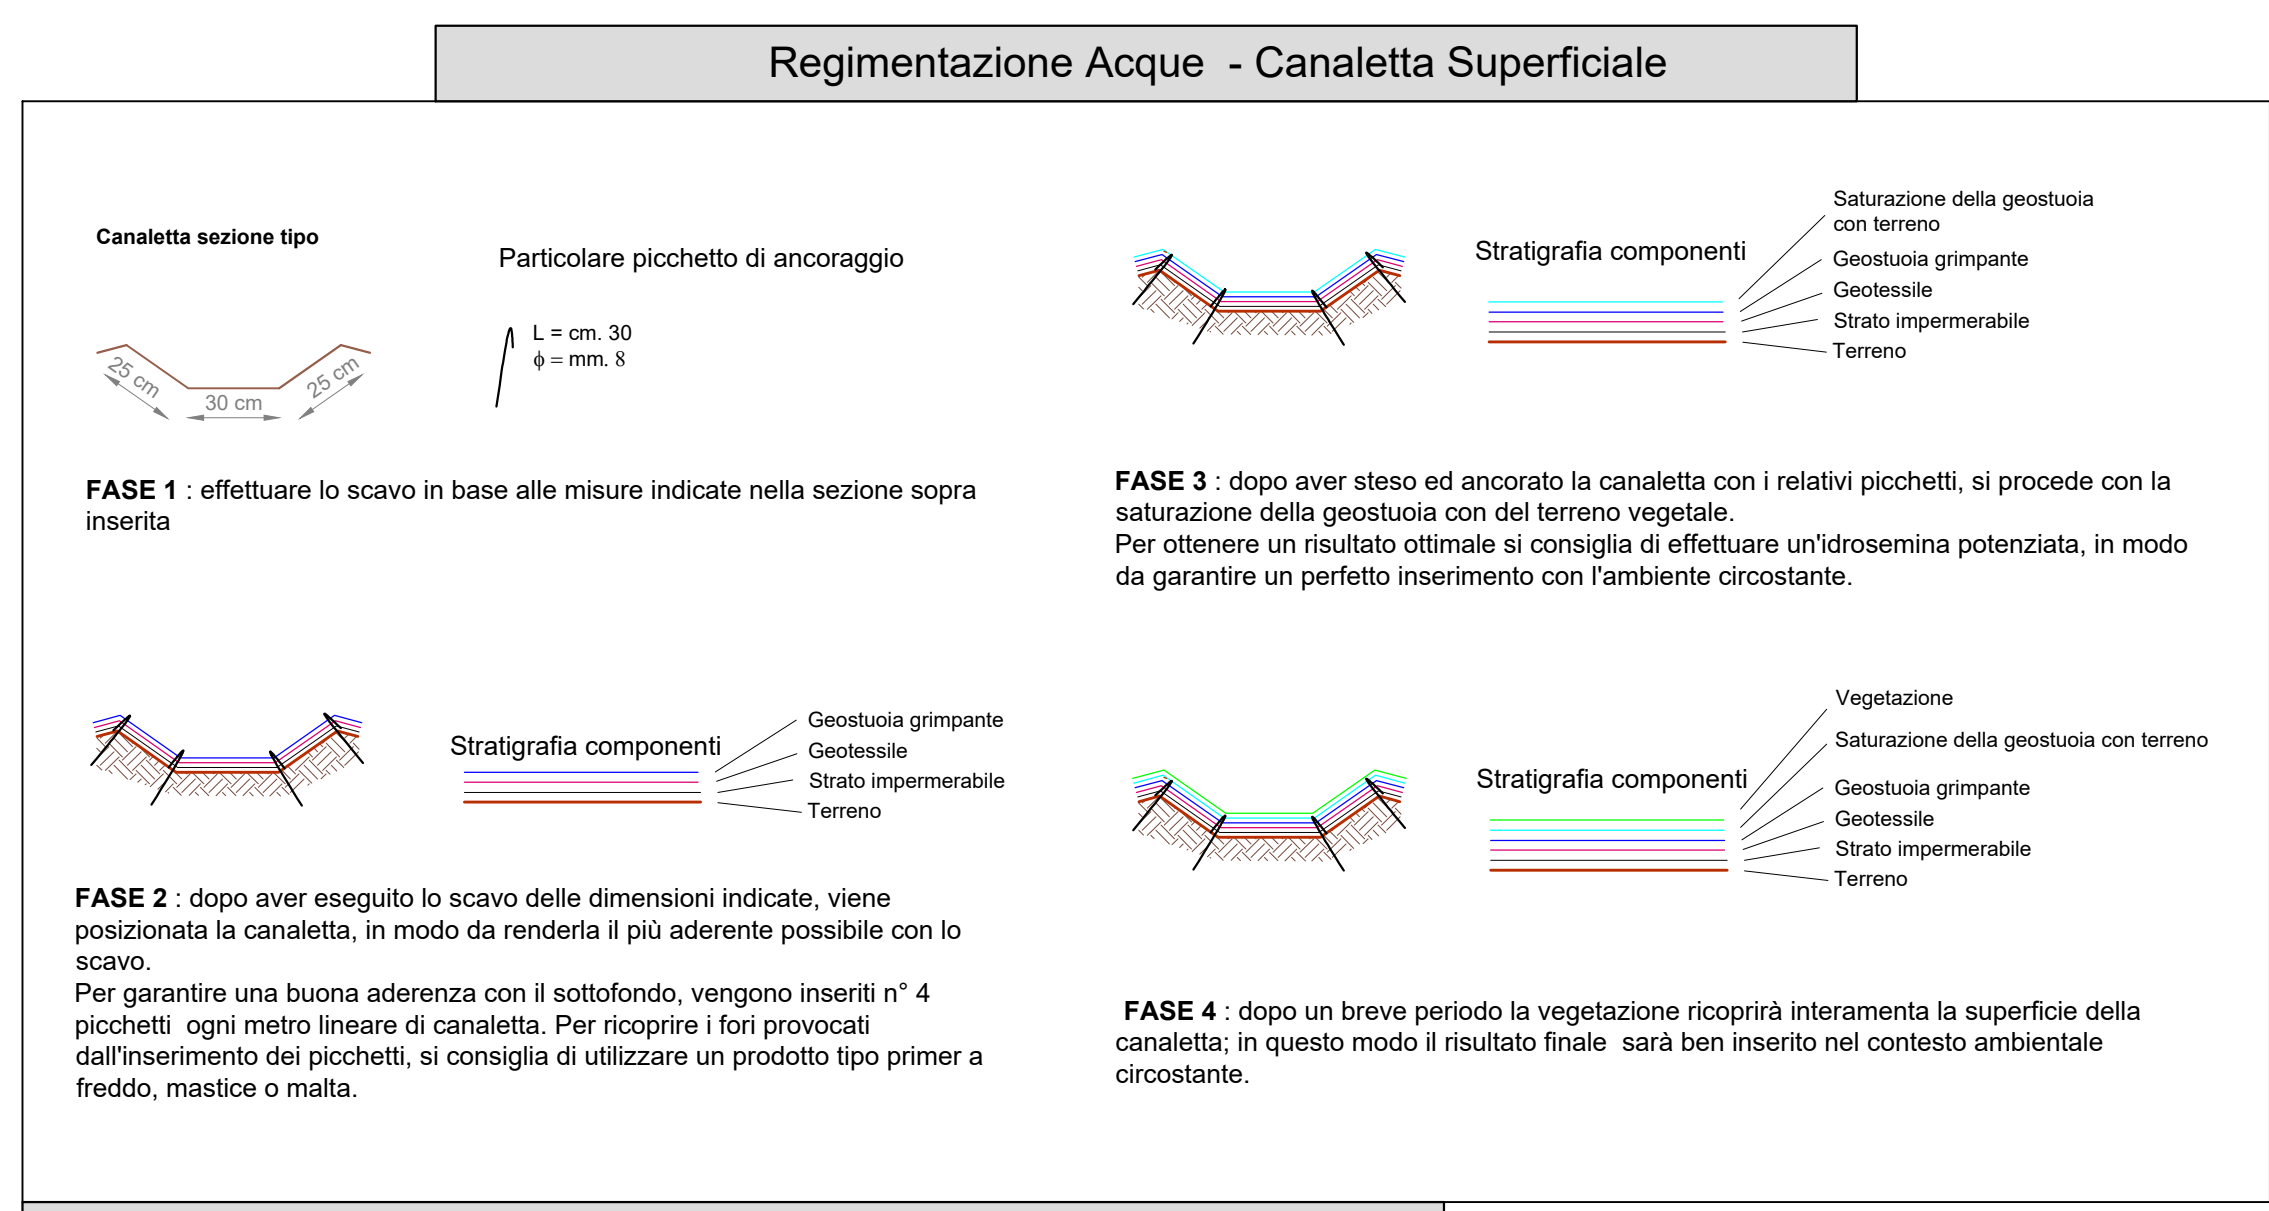 Regimentazione Acque - Canaletta Superficiale
Canaletta sezione tipo
25 cm
30 cm
25 cm
Particolare picchetto di ancoraggio
L = cm. 30
ϕ = mm. 8
FASE 1 : effettuare lo scavo in base alle misure indicate nella sezione sopra
inserita
Stratigrafia componenti
Geostuoia grimpante
Geotessile
Strato impermerabile
Terreno
FASE 2 : dopo aver eseguito lo scavo delle dimensioni indicate, viene
posizionata la canaletta, in modo da renderla il più aderente possibile con lo
scavo.
Per garantire una buona aderenza con il sottofondo, vengono inseriti n° 4
picchetti ogni metro lineare di canaletta. Per ricoprire i fori provocati
dall'inserimento dei picchetti, si consiglia di utilizzare un prodotto tipo primer a
freddo, mastice o malta.
Stratigrafia componenti
Saturazione della geostuoia
con terreno
Geostuoia grimpante
Geotessile
Strato impermerabile
Terreno
FASE 3 : dopo aver steso ed ancorato la canaletta con i relativi picchetti, si procede con la
saturazione della geostuoia con del terreno vegetale.
Per ottenere un risultato ottimale si consiglia di effettuare un'idrosemina potenziata, in modo
da garantire un perfetto inserimento con l'ambiente circostante.
Stratigrafia componenti
Vegetazione
Saturazione della geostuoia con terreno
Geostuoia grimpante
Geotessile
Strato impermerabile
Terreno
FASE 4 : dopo un breve periodo la vegetazione ricoprirà interamenta la superficie della
canaletta; in questo modo il risultato finale sarà ben inserito nel contesto ambientale
circostante.